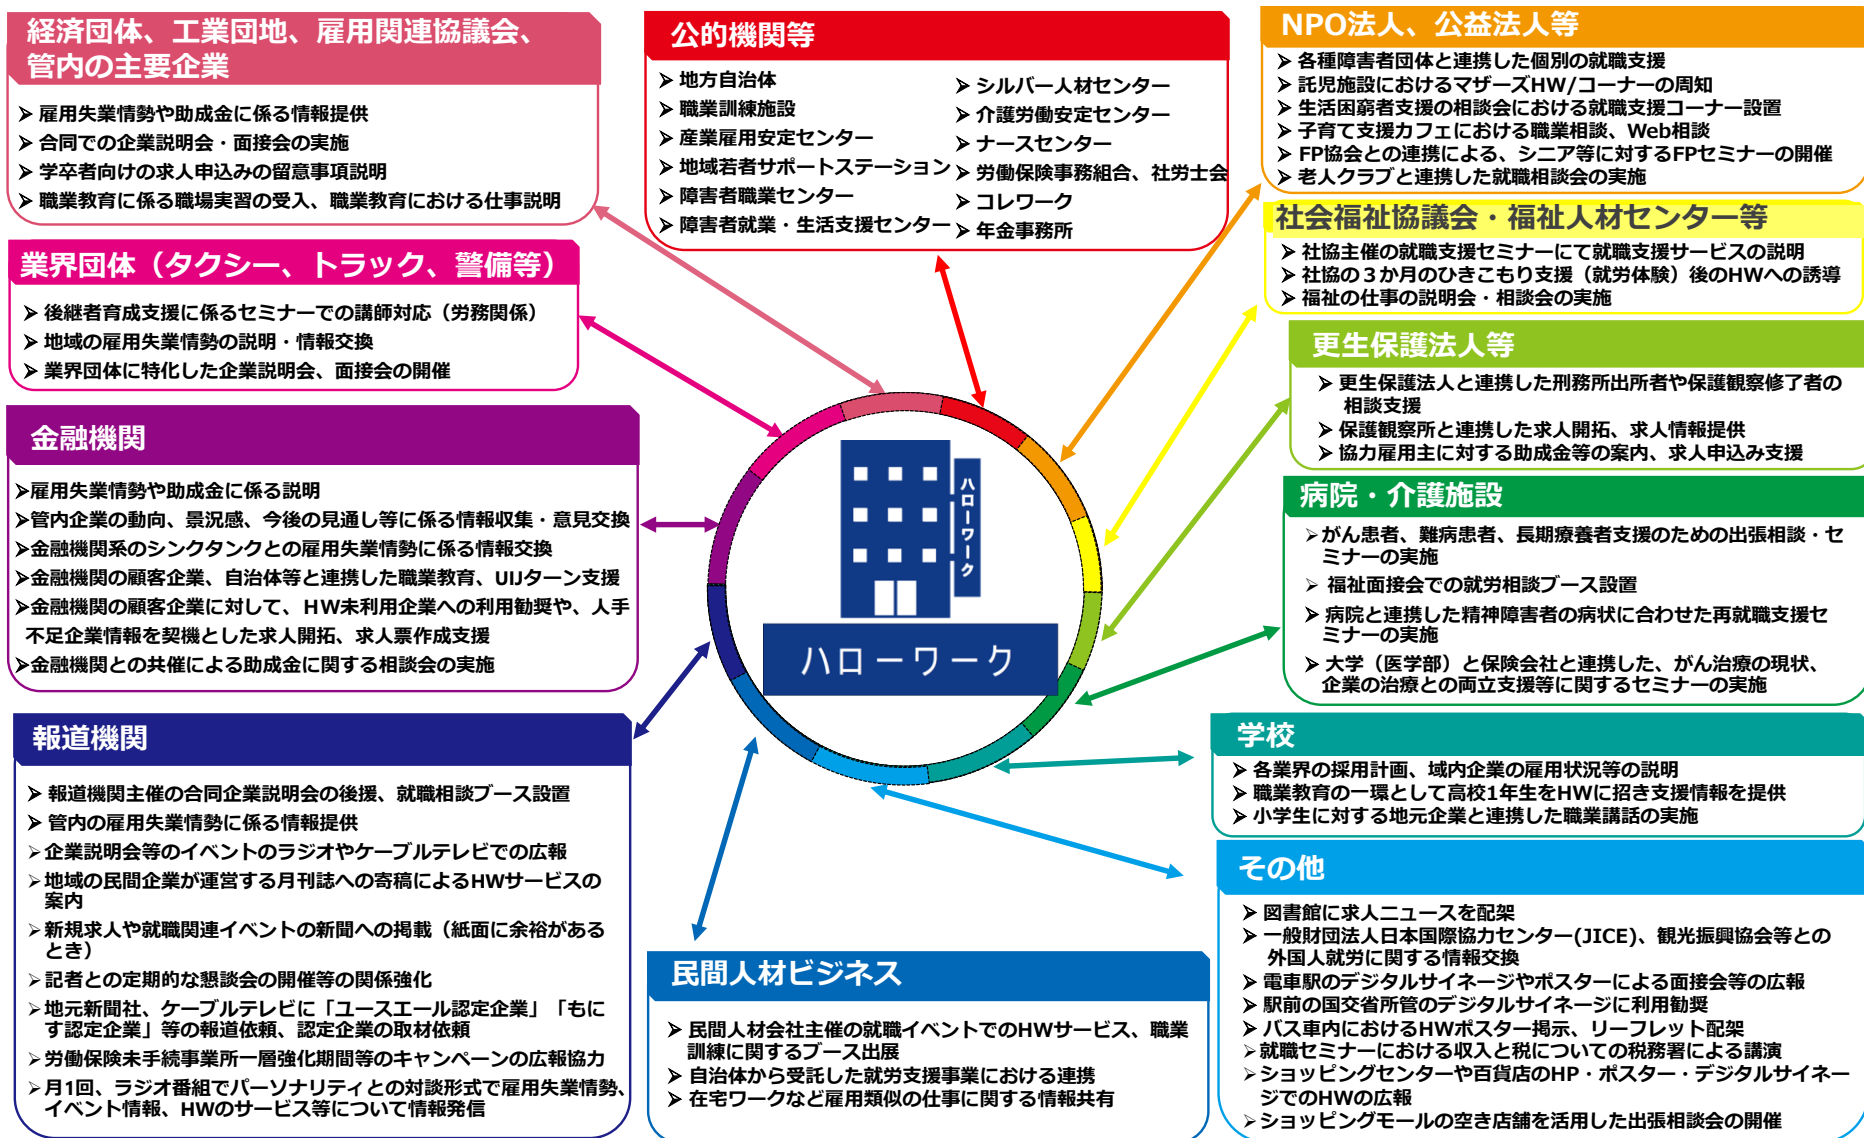 経済団体、工業団地、雇用関連協議会、
管内の主要企業
➢ 雇用失業情勢や助成金に係る情報提供
➢ 合同での企業説明会・面接会の実施
➢ 学卒者向けの求人申込みの留意事項説明
➢ 職業教育に係る職場実習の受入、職業教育における仕事説明
業界団体（タクシー、トラック、警備等）
➢ 後継者育成支援に係るセミナーでの講師対応（労務関係）
➢ 地域の雇用失業情勢の説明・情報交換
➢ 業界団体に特化した企業説明会、面接会の開催
金融機関
➢雇用失業情勢や助成金に係る説明
➢管内企業の動向、景況感、今後の見通し等に係る情報収集・意見交換
➢金融機関系のシンクタンクとの雇用失業情勢に係る情報交換
➢金融機関の顧客企業、自治体等と連携した職業教育、UIJターン支援
➢金融機関の顧客企業に対して、HW未利用企業への利用勧奨や、人手
不足企業情報を契機とした求人開拓、求人票作成支援
➢金融機関との共催による助成金に関する相談会の実施
報道機関
➢ 報道機関主催の合同企業説明会の後援、就職相談ブース設置
➢ 管内の雇用失業情勢に係る情報提供
➢企業説明会等のイベントのラジオやケーブルテレビでの広報
➢地域の民間企業が運営する月刊誌への寄稿によるHWサービスの
案内
➢新規求人や就職関連イベントの新聞への掲載（紙面に余裕がある
とき）
➢記者との定期的な懇談会の開催等の関係強化
➢地元新聞社、ケーブルテレビに「ユースエール認定企業」「もに
す認定企業」等の報道依頼、認定企業の取材依頼
➢労働保険未手続事業所一層強化期間等のキャンペーンの広報協力
➢月1回、ラジオ番組でパーソナリティとの対談形式で雇用失業情勢、
イベント情報、HWのサービス等について情報発信
公的機関等
➢ 地方自治体
➢ 職業訓練施設
➢ 産業雇用安定センター
➢ 地域若者サポートステーション
➢ 障害者職業センター
➢ 障害者就業・生活支援センター
➢ シルバー人材センター
➢ 介護労働安定センター
➢ ナースセンター
➢ 労働保険事務組合、社労士会
➢ コレワーク
➢ 年金事務所
ハローワーク
ハローワーク
民間人材ビジネス
➢ 民間人材会社主催の就職イベントでのHWサービス、職業
訓練に関するブース出展
➢ 自治体から受託した就労支援事業における連携
➢ 在宅ワークなど雇用類似の仕事に関する情報共有
NPO法人、公益法人等
➢ 各種障害者団体と連携した個別の就職支援
➢ 託児施設におけるマザーズHW/コーナーの周知
➢ 生活困窮者支援の相談会における就職支援コーナー設置
➢ 子育て支援カフェにおける職業相談、Web相談
➢ FP協会との連携による、シニア等に対するFPセミナーの開催
➢ 老人クラブと連携した就職相談会の実施
社会福祉協議会・福祉人材センター等
➢ 社協主催の就職支援セミナーにて就職支援サービスの説明
➢ 社協の３か月のひきこもり支援（就労体験）後のHWへの誘導
➢ 福祉の仕事の説明会・相談会の実施
更生保護法人等
➢ 更生保護法人と連携した刑務所出所者や保護観察修了者の
相談支援
➢ 保護観察所と連携した求人開拓、求人情報提供
➢ 協力雇用主に対する助成金等の案内、求人申込み支援
病院・介護施設
➢がん患者、難病患者、長期療養者支援のための出張相談・セ
ミナーの実施
➢ 福祉面接会での就労相談ブース設置
➢ 病院と連携した精神障害者の病状に合わせた再就職支援セ
ミナーの実施
➢ 大学（医学部）と保険会社と連携した、がん治療の現状、
企業の治療との両立支援等に関するセミナーの実施
学校
➢ 各業界の採用計画、域内企業の雇用状況等の説明
➢ 職業教育の一環として高校1年生をHWに招き支援情報を提供
➢ 小学生に対する地元企業と連携した職業講話の実施
その他
➢ 図書館に求人ニュースを配架
➢ 一般財団法人日本国際協力センター(JICE)、観光振興協会等との
外国人就労に関する情報交換
➢ 電車駅のデジタルサイネージやポスターによる面接会等の広報
➢ 駅前の国交省所管のデジタルサイネージに利用勧奨
➢ バス車内におけるHWポスター掲示、リーフレット配架
➢就職セミナーにおける収入と税についての税務署による講演
➢ショッピングセンターや百貨店のHP・ポスター・デジタルサイネー
ジでのHWの広報
➢ショッピングモールの空き店舗を活用した出張相談会の開催